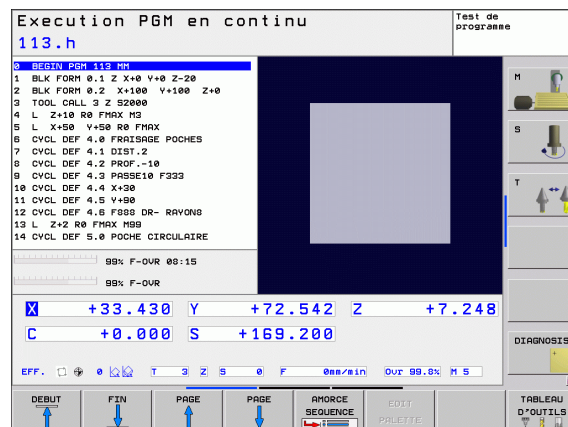 Execution PGM en continu
Test de
programme
113.h
0 BEGIN PGM 113 MM
1 BLK FORM 0.1 Z X+0 Y+0 Z-20
2 BLK FORM 0.2 X+100 Y+100 Z+0
3 TOOL CALL 3 Z S2000
4 L Z+10 R0 FMAX M3
5 L X+50 Y+50 R0 FMAX
6 CYCL DEF 4.0 FRAISAGE POCHES
7 CYCL DEF 4.1 DIST.2
8 CYCL DEF 4.2 PROF.-10
9 CYCL DEF 4.3 PASSE10 F333
10 CYCL DEF 4.4 X+30
11 CYCL DEF 4.5 Y+90
12 CYCL DEF 4.6 F888 DR- RAYON8
13 L Z+2 R0 FMAX M99
14 CYCL DEF 5.0 POCHE CIRCULAIRE
99% F-OVR 08:15
99% F-OVR
X +33.430 Y +72.542 Z +7.248
C +0.000 S +169.200
EFF. 0 T 3 Z S 0 F 0mm/min Ovr 99.8% M 5
M
S
T
DIAGNOSIS
DEBUT FIN PAGE PAGE AMORCE SEQUENCE EDIT PALETTE TABLEAU D'OUTILS